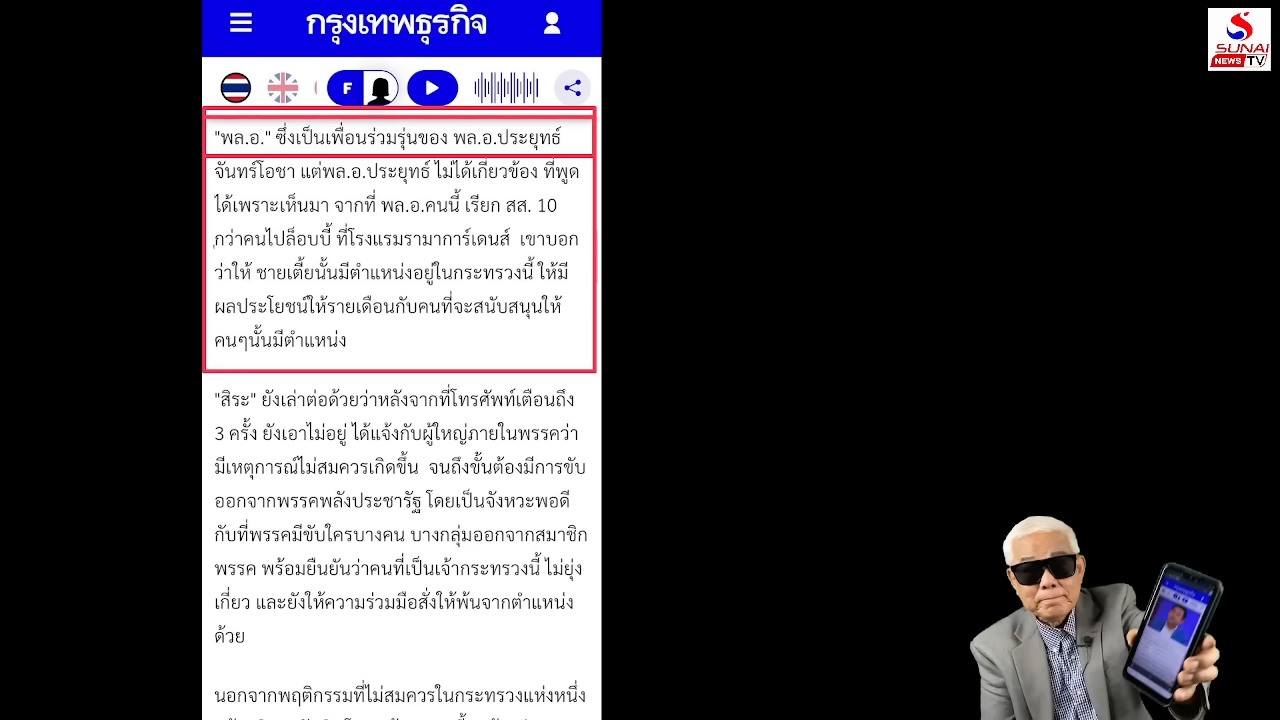 กรุงเทพธุรกิจ
SUNAI
NEWS TV
F
"พล.อ." ซึ่งเป็นเพื่อนร่วมรุ่นของ พล.อ.ประยุทธ์
จันทร์โอชา แต่พล.อ.ประยุทธ์ ไม่ได้เกี่ยวข้อง ที่พูด
ได้เพราะเห็นมา จากที่ พล.อ.คนนี้ เรียก สส. 10
กว่าคนไปล็อบบี้ ที่โรงแรมรามาการ์เดนส์ เขาบอก
ว่าให้ ชายเตี้ยนั้นมีตำแหน่งอยู่ในกระทรวงนี้ ให้มี
ผลประโยชน์ให้รายเดือนกับคนที่จะสนับสนุนให้
คนๆนั้นมีตำแหน่ง
"สิระ" ยังเล่าต่อด้วยว่าหลังจากที่โทรศัพท์เตือนถึง
3 ครั้ง ยังเอาไม่อยู่ ได้แจ้งกับผู้ใหญ่ภายในพรรคว่า
มีเหตุการณ์ไม่สมควรเกิดขึ้น จนถึงขั้นต้องมีการขับ
ออกจากพรรคพลังประชารัฐ โดยเป็นจังหวะพอดี
กับที่พรรคมีขับใครบางคน บางกลุ่มออกจากสมาชิก
พรรค พร้อมยืนยันว่าคนที่เป็นเจ้ากระทรวงนี้ ไม่ยุ่ง
เกี่ยว และยังให้ความร่วมมือสั่งให้พ้นจากตำแหน่ง
ด้วย
นอกจากพฤติกรรมที่ไม่สมควรในกระทรวงแห่งหนึ่ง